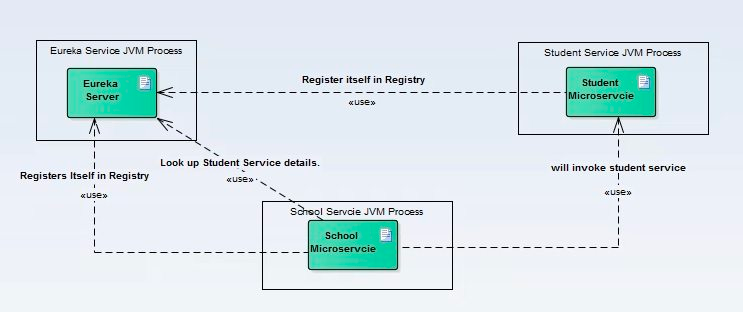 Eureka Service JVM Process
Eureka
Server
Student Service JVM Process
Student
Microservcie
Register itself in Registry
«use»
Look up Student Service details.
«use»
Registers Itself in Registry
«use»
will invoke student service
«use»
School Servcie JVM Process
School
Microservcie